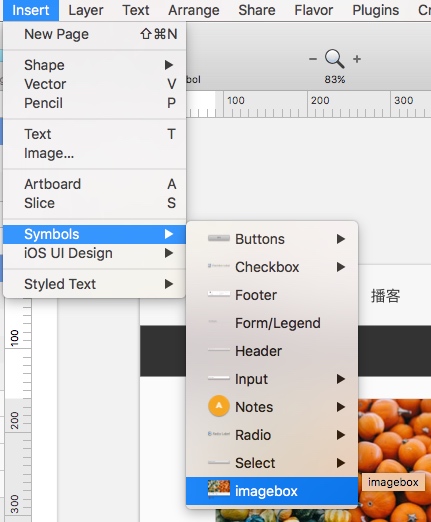 Insert Layer Text Arrange Share Flavor Plugins
New Page ⇧⌘N
Shape ▶
Vector V
Pencil P
Text T
Image...
Artboard A
Slice S
Symbols ▶
iOS UI Design ▶
Styled Text ▶
bol
83%
100 200 300
Buttons ▶
Checkbox ▶
Footer
Form/Legend
Header
Input ▶
A Notes ▶
Radio ▶
Select ▶
imagebox
imagebox
播客
100
200
300